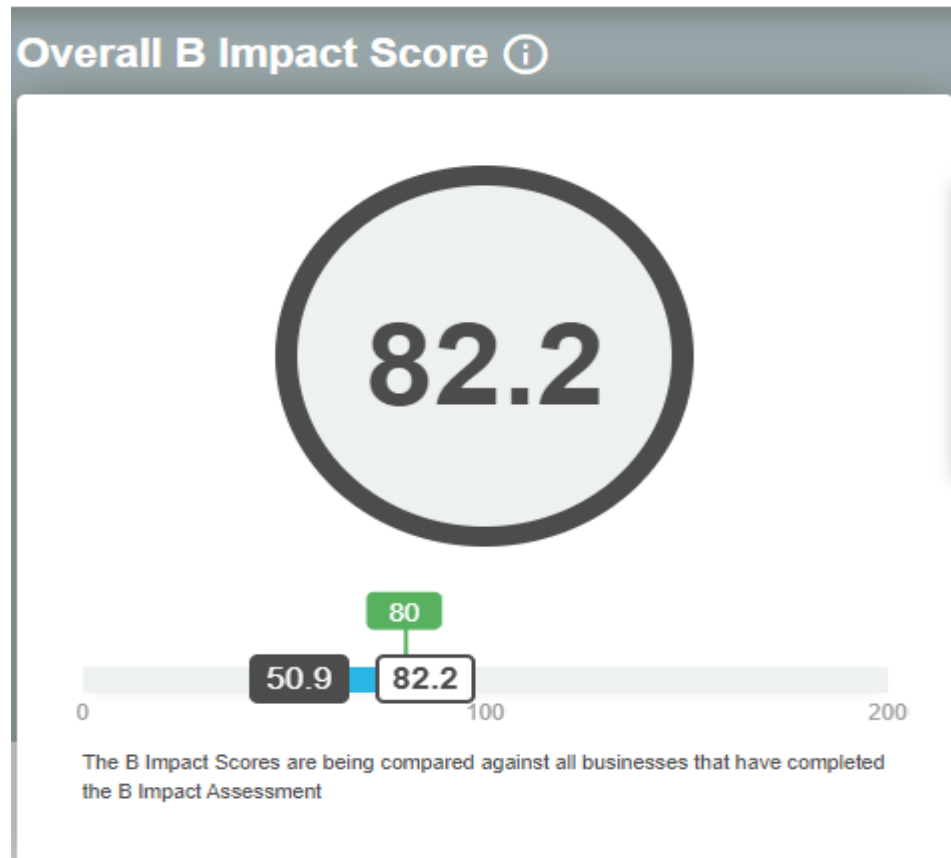 Overall B Impact Score
82.2
80
50.9 82.2
0 100 200
The B Impact Scores are being compared against all businesses that have completed
the B Impact Assessment